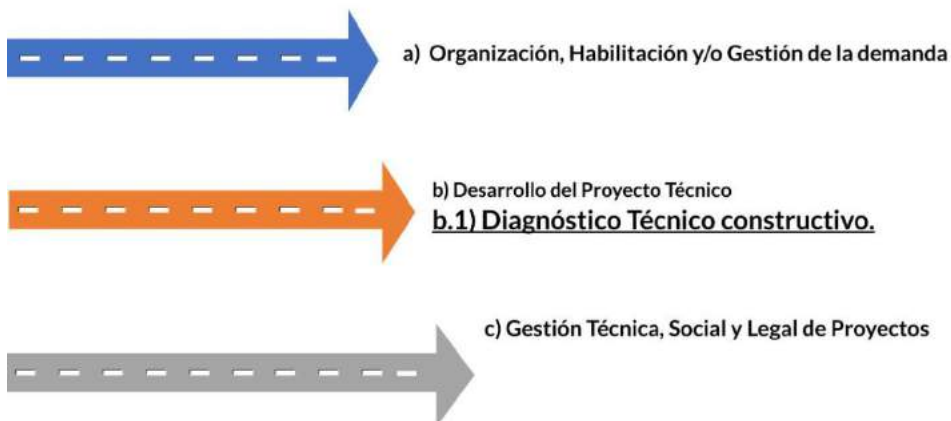 a) Organización, Habilitación y/o Gestión de la demanda
b) Desarrollo del Proyecto Técnico
b.1) Diagnóstico Técnico constructivo.
c) Gestión Técnica, Social y Legal de Proyectos